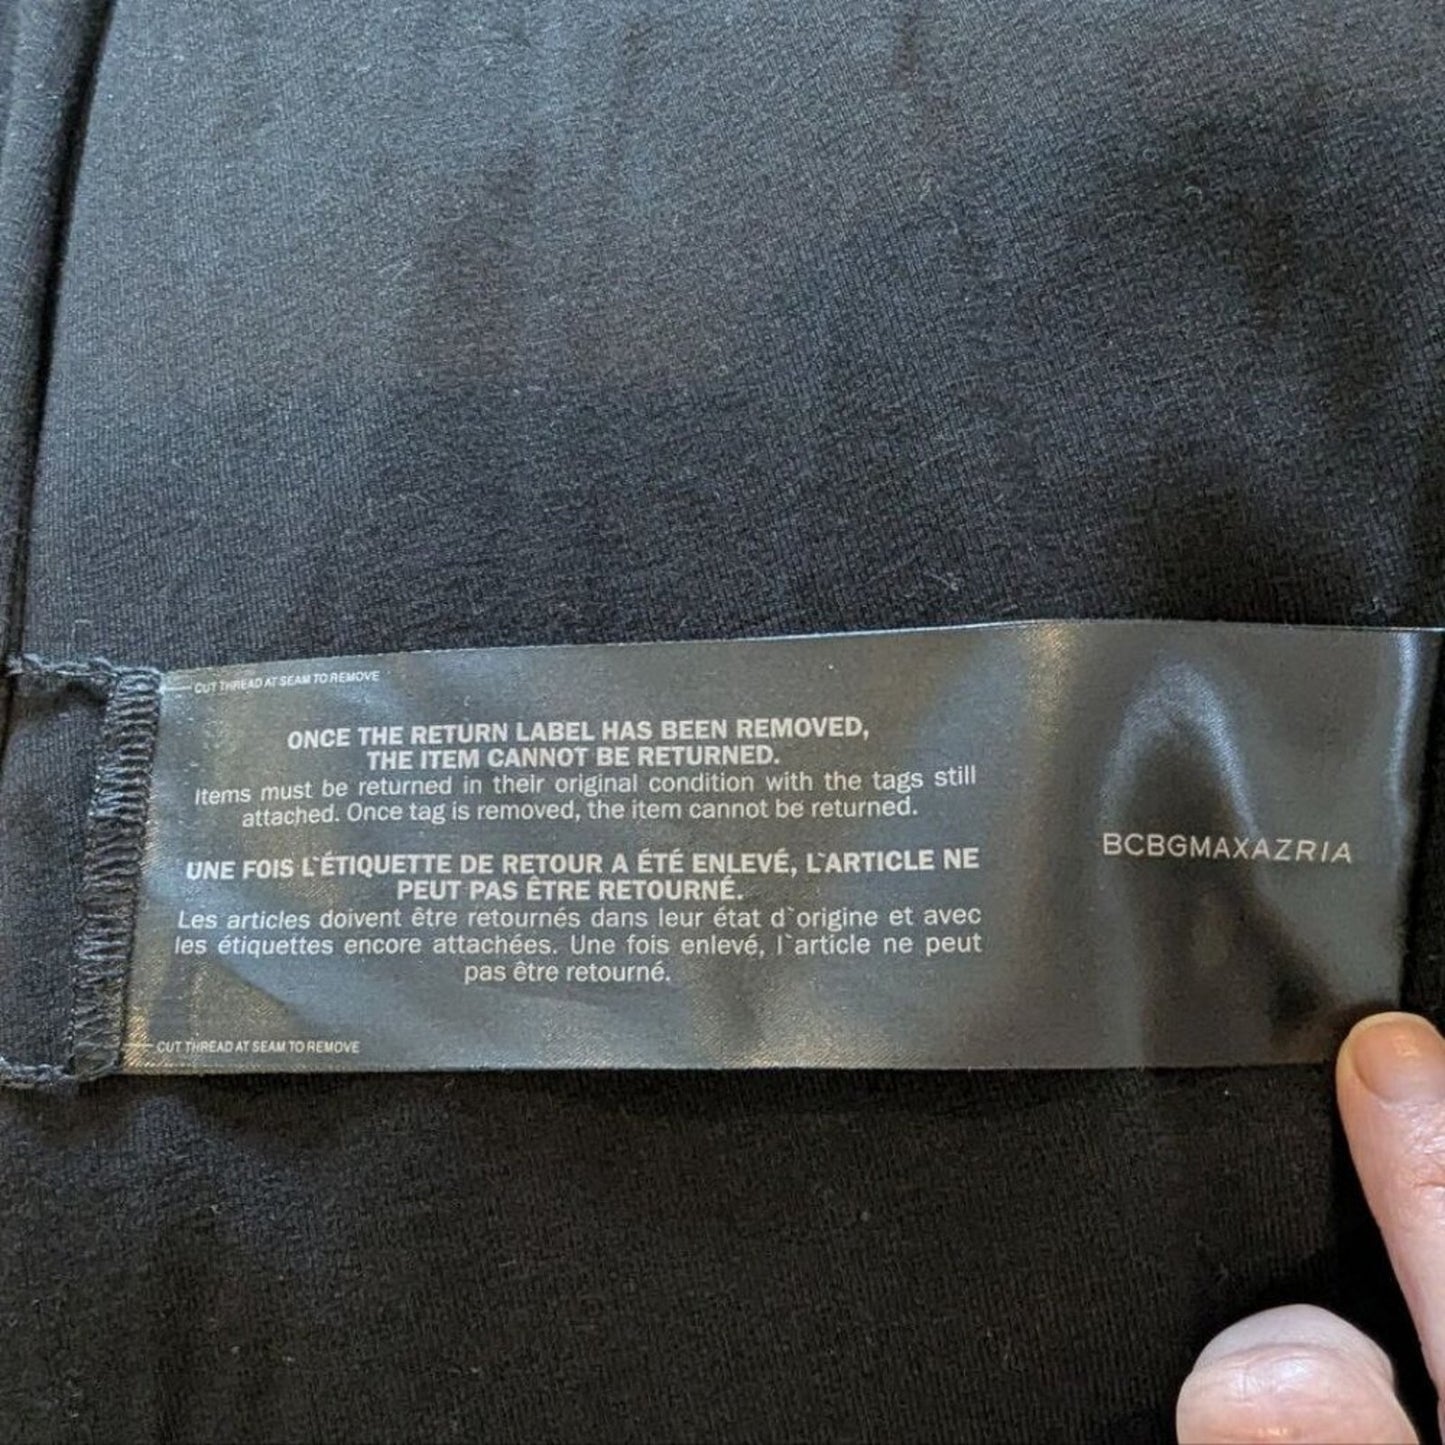 CUT THREAD AT SEAM TO REMOVE
ONCE THE RETURN LABEL HAS BEEN REMOVED,
THE ITEM CANNOT BE RETURNED.
Items must be returned in their original condition with the tags still
attached. Once tag is removed, the item cannot be returned.
UNE FOIS L`ÉTIQUETTE DE RETOUR A ÉTÉ ENLEVÉ, L`ARTICLE NE
PEUT PAS ÊTRE RETOURNÉ.
Les articles doivent être retournés dans leur état d`origine et avec
les étiquettes encore attachées. Une fois enlevé, l`article ne peut
pas être retourné.
CUT THREAD AT SEAM TO REMOVE
BCBGMAXAZRIA